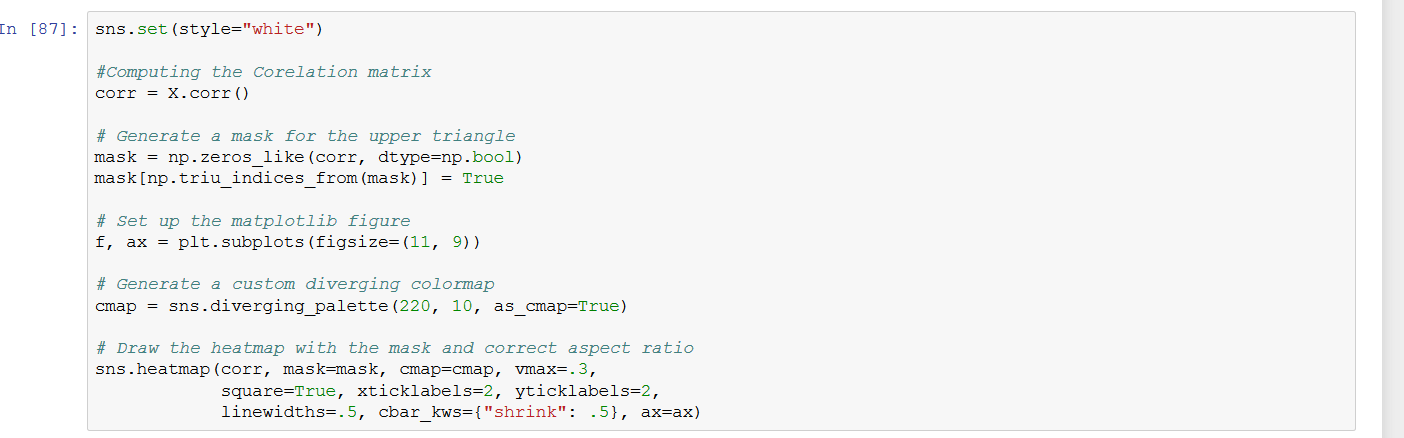 In [87]: sns.set(style="white")
#Computing the Corelation matrix
corr = X.corr()
# Generate a mask for the upper triangle
mask = np.zeros_like(corr, dtype=np.bool)
mask[np.triu_indices_from(mask)] = True
# Set up the matplotlib figure
f, ax = plt.subplots(figsize=(11, 9))
# Generate a custom diverging colormap
cmap = sns.diverging_palette(220, 10, as_cmap=True)
# Draw the heatmap with the mask and correct aspect ratio
sns.heatmap(corr, mask=mask, cmap=cmap, vmax=.3,
            square=True, xticklabels=2, yticklabels=2,
            linewidths=.5, cbar_kws={"shrink": .5}, ax=ax)